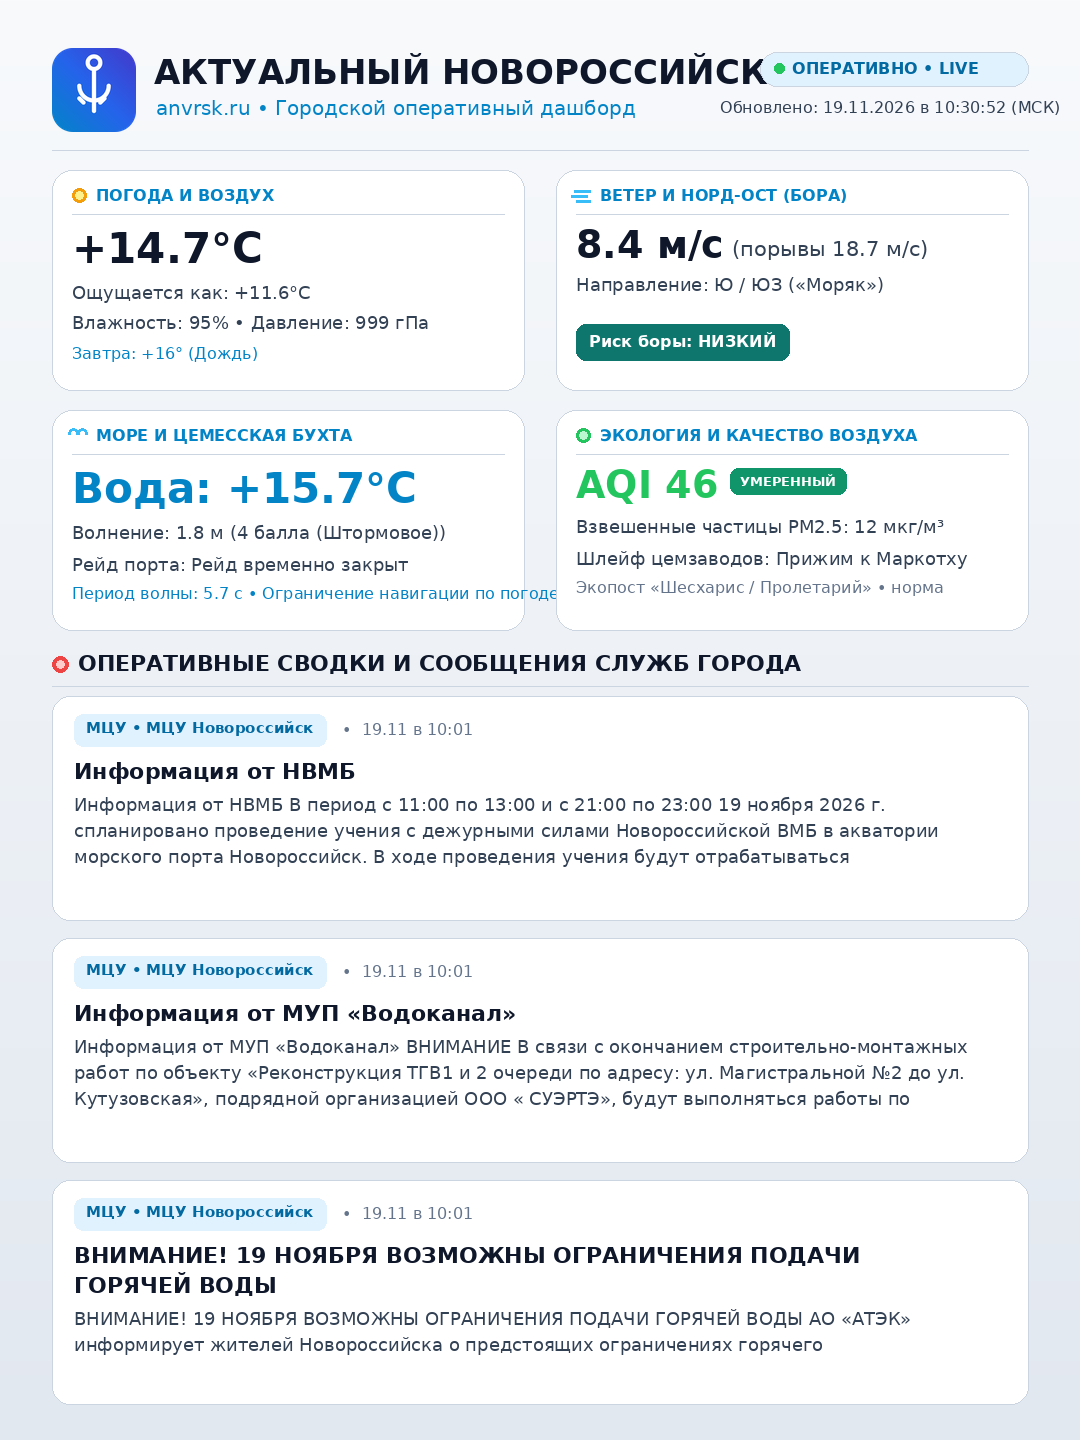 АКТУАЛЬНЫЙ НОВОРОССИЙСК
ОПЕРАТИВНО • LIVE
anvrsk.ru • Городской оперативный дашборд
Обновлено: 19.11.2026 в 10:30:52 (МСК)
ПОГОДА И ВОЗДУХ
+14.7°C
Ощущается как: +11.6°C
Влажность: 95% • Давление: 999 гПа
Завтра: +16° (Дождь)
ВЕТЕР И НОРД-ОСТ (БОРА)
8.4 м/с (порывы 18.7 м/с)
Направление: Ю / ЮЗ («Моряк»)
Риск боры: НИЗКИЙ
МОРЕ И ЦЕМЕССКАЯ БУХТА
Вода: +15.7°C
Волнение: 1.8 м (4 балла (Штормовое))
Рейд порта: Рейд временно закрыт
Период волны: 5.7 с • Ограничение навигации по погоде
ЭКОЛОГИЯ И КАЧЕСТВО ВОЗДУХА
AQI 46 УМЕРЕННЫЙ
Взвешенные частицы PM2.5: 12 мкг/м³
Шлейф цемзаводов: Прижим к Маркотху
Экопост «Шесхарис / Пролетарий» • норма
ОПЕРАТИВНЫЕ СВОДКИ И СООБЩЕНИЯ СЛУЖБ ГОРОДА
МЦУ • МЦУ Новороссийск • 19.11 в 10:01
Информация от НВМБ
Информация от НВМБ В период с 11:00 по 13:00 и с 21:00 по 23:00 19 ноября 2026 г.
спланировано проведение учения с дежурными силами Новороссийской ВМБ в акватории
морского порта Новороссийск. В ходе проведения учения будут отрабатываться
МЦУ • МЦУ Новороссийск • 19.11 в 10:01
Информация от МУП «Водоканал»
Информация от МУП «Водоканал» ВНИМАНИЕ В связи с окончанием строительно-монтажных
работ по объекту «Реконструкция ТГВ1 и 2 очереди по адресу: ул. Магистральной №2 до ул.
Кутузовская», подрядной организацией ООО « СУЭРТЭ», будут выполняться работы по
МЦУ • МЦУ Новороссийск • 19.11 в 10:01
ВНИМАНИЕ! 19 НОЯБРЯ ВОЗМОЖНЫ ОГРАНИЧЕНИЯ ПОДАЧИ
ГОРЯЧЕЙ ВОДЫ
ВНИМАНИЕ! 19 НОЯБРЯ ВОЗМОЖНЫ ОГРАНИЧЕНИЯ ПОДАЧИ ГОРЯЧЕЙ ВОДЫ АО «АТЭК»
информирует жителей Новороссийска о предстоящих ограничениях горячего